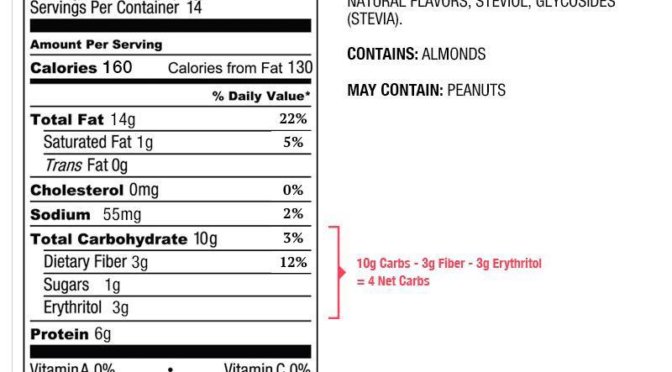 Servings Per Container 14
Amount Per Serving
Calories 160 Calories from Fat 130
% Daily Value*
Total Fat 14g 22%
Saturated Fat 1g 5%
Trans Fat 0g
Cholesterol 0mg 0%
Sodium 55mg 2%
Total Carbohydrate 10g 3%
Dietary Fiber 3g 12%
Sugars 1g
Erythritol 3g
Protein 6g
Vitamin A 0% • Vitamin C 0%
NATURAL FLAVORS, STEVIOL, GLYCOSIDES
(STEVIA).
CONTAINS: ALMONDS
MAY CONTAIN: PEANUTS
10g Carbs - 3g Fiber - 3g Erythritol
= 4 Net Carbs